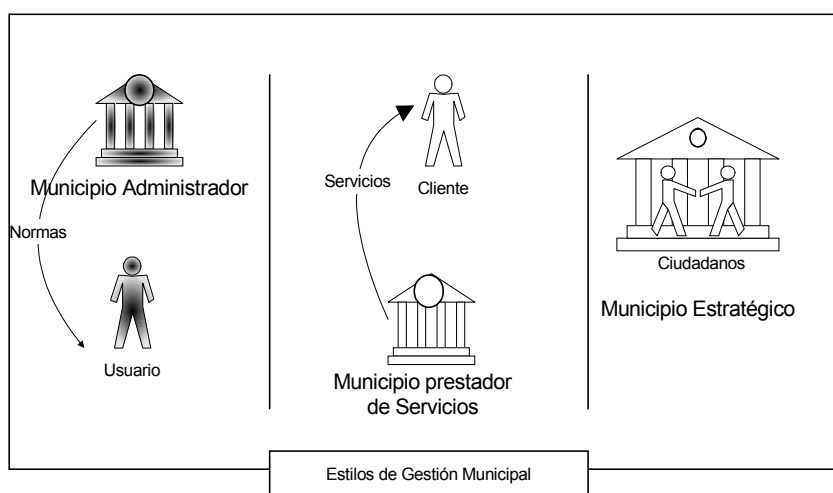 Municipio Administrador
Normas
Usuario
Servicios
Cliente
Municipio prestador
de Servicios
Ciudadanos
Municipio Estratégico
Estilos de Gestión Municipal